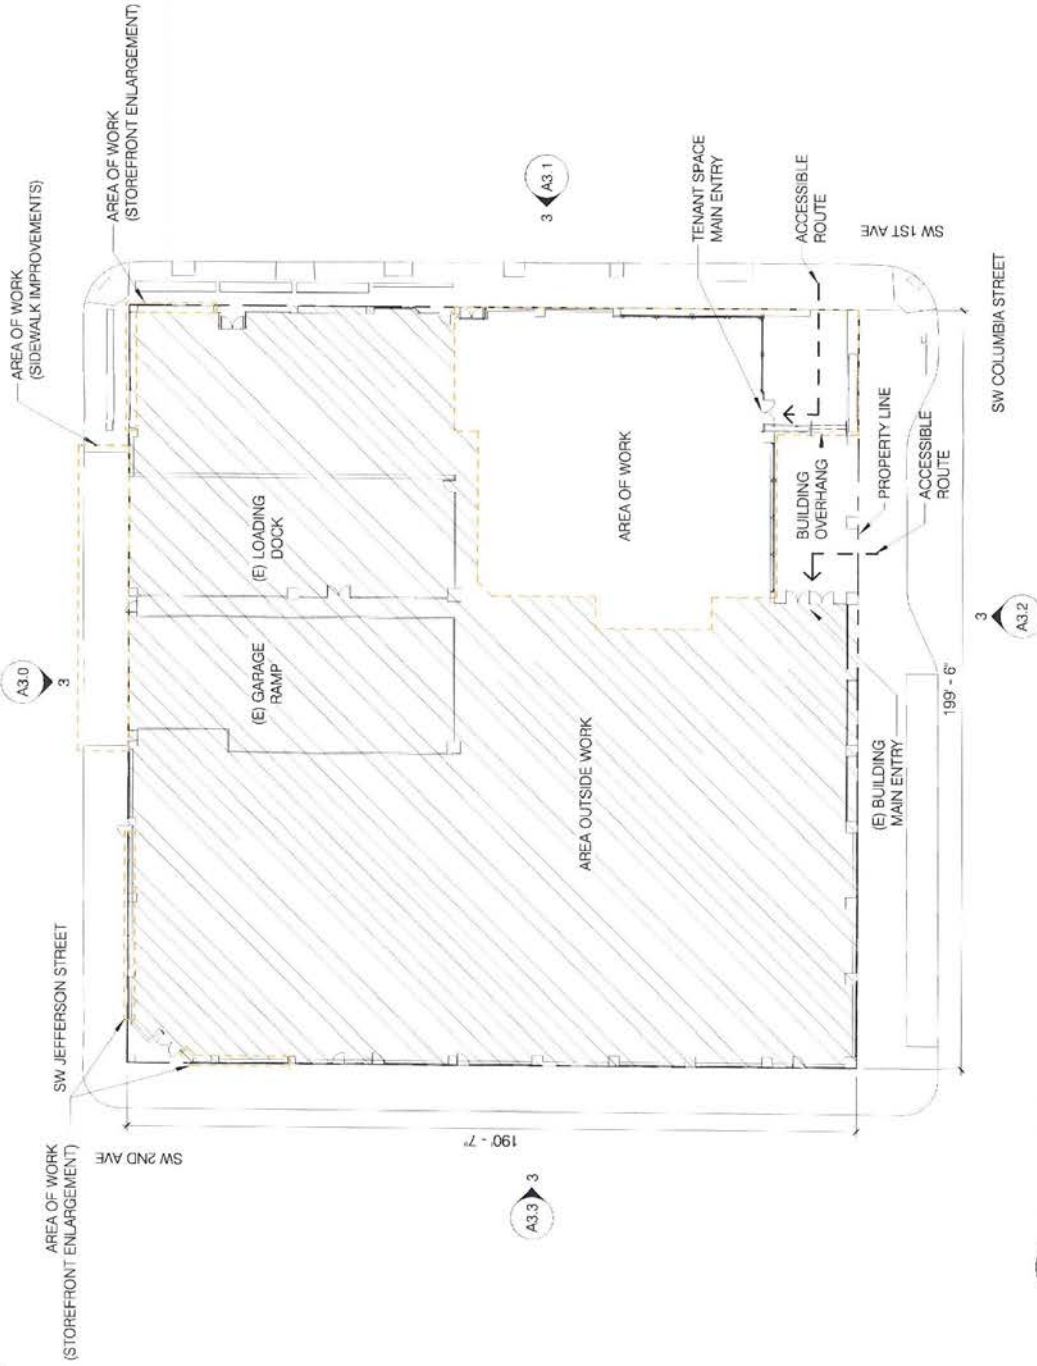 AREA OF WORK
(STOREFRONT ENLARGEMENT)
SW JEFFERSON STREET
SW 2ND AVE
A3.0
3
AREA OF WORK
(SIDEWALK IMPROVEMENTS)
AREA OF WORK
(STOREFRONT ENLARGEMENT)
(E) GARAGE
RAMP
(E) LOADING
DOCK
190' - 7"
A3.3
3
AREA OUTSIDE WORK
AREA OF WORK
3
A3.1
TENANT SPACE
MAIN ENTRY
ACCESSIBLE
ROUTE
SW 1ST AVE
BUILDING
OVERHANG
PROPERTY LINE
ACCESSIBLE
ROUTE
(E) BUILDING
MAIN ENTRY
199' - 6"
SW COLUMBIA STREET
3
A3.2